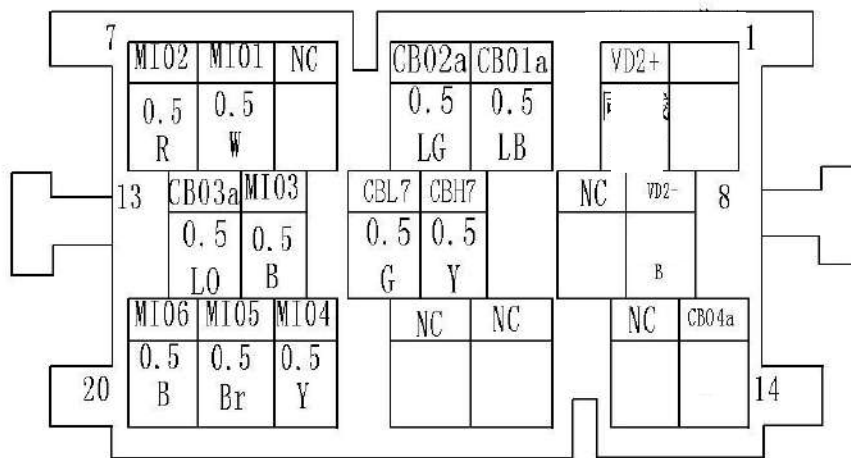 7 1
MI02 MI01 NC CB02a CB01a VD2+
0.5 0.5 0.5 0.5
R W LG LB
13 CB03a MI03 CBL7 CBH7 NC VD2- 8
0.5 0.5 0.5 0.5
LO B G Y B
MI06 MI05 MI04 NC NC NC CB04a
0.5 0.5 0.5
20 B Br Y 14